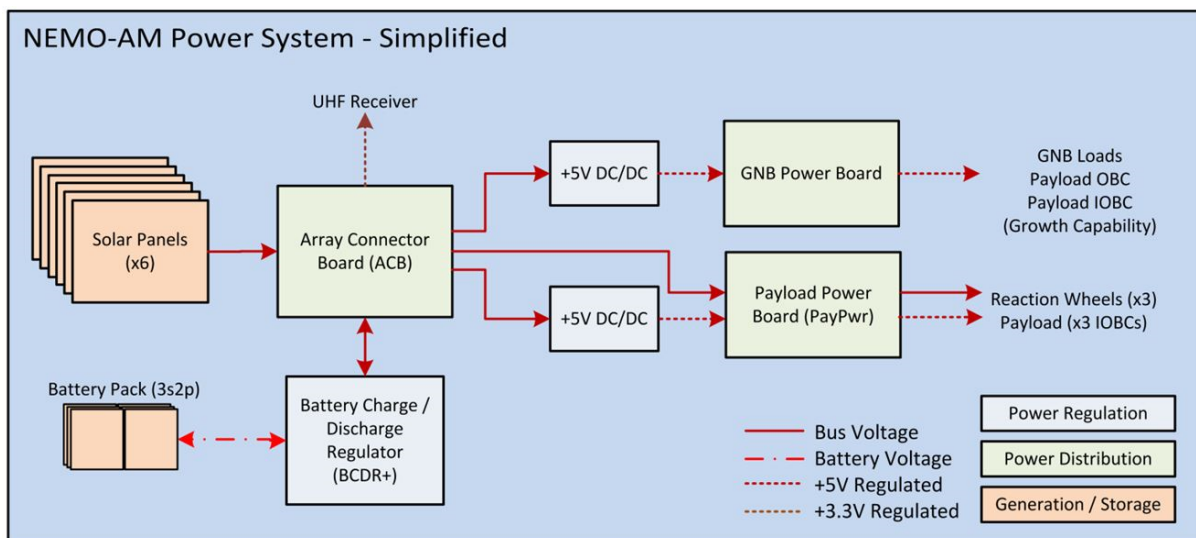 NEMO-AM Power System - Simplified
UHF Receiver
Solar Panels
(x6)
Array Connector
Board (ACB)
+5V DC/DC
GNB Power Board
GNB Loads
Payload OBC
Payload IOBC
(Growth Capability)
+5V DC/DC
Payload Power
Board (PayPwr)
Reaction Wheels (x3)
Payload (x3 IOBCs)
Battery Pack (3s2p)
Battery Charge /
Discharge
Regulator
(BCDR+)
Bus Voltage
Battery Voltage
+5V Regulated
+3.3V Regulated
Power Regulation
Power Distribution
Generation / Storage